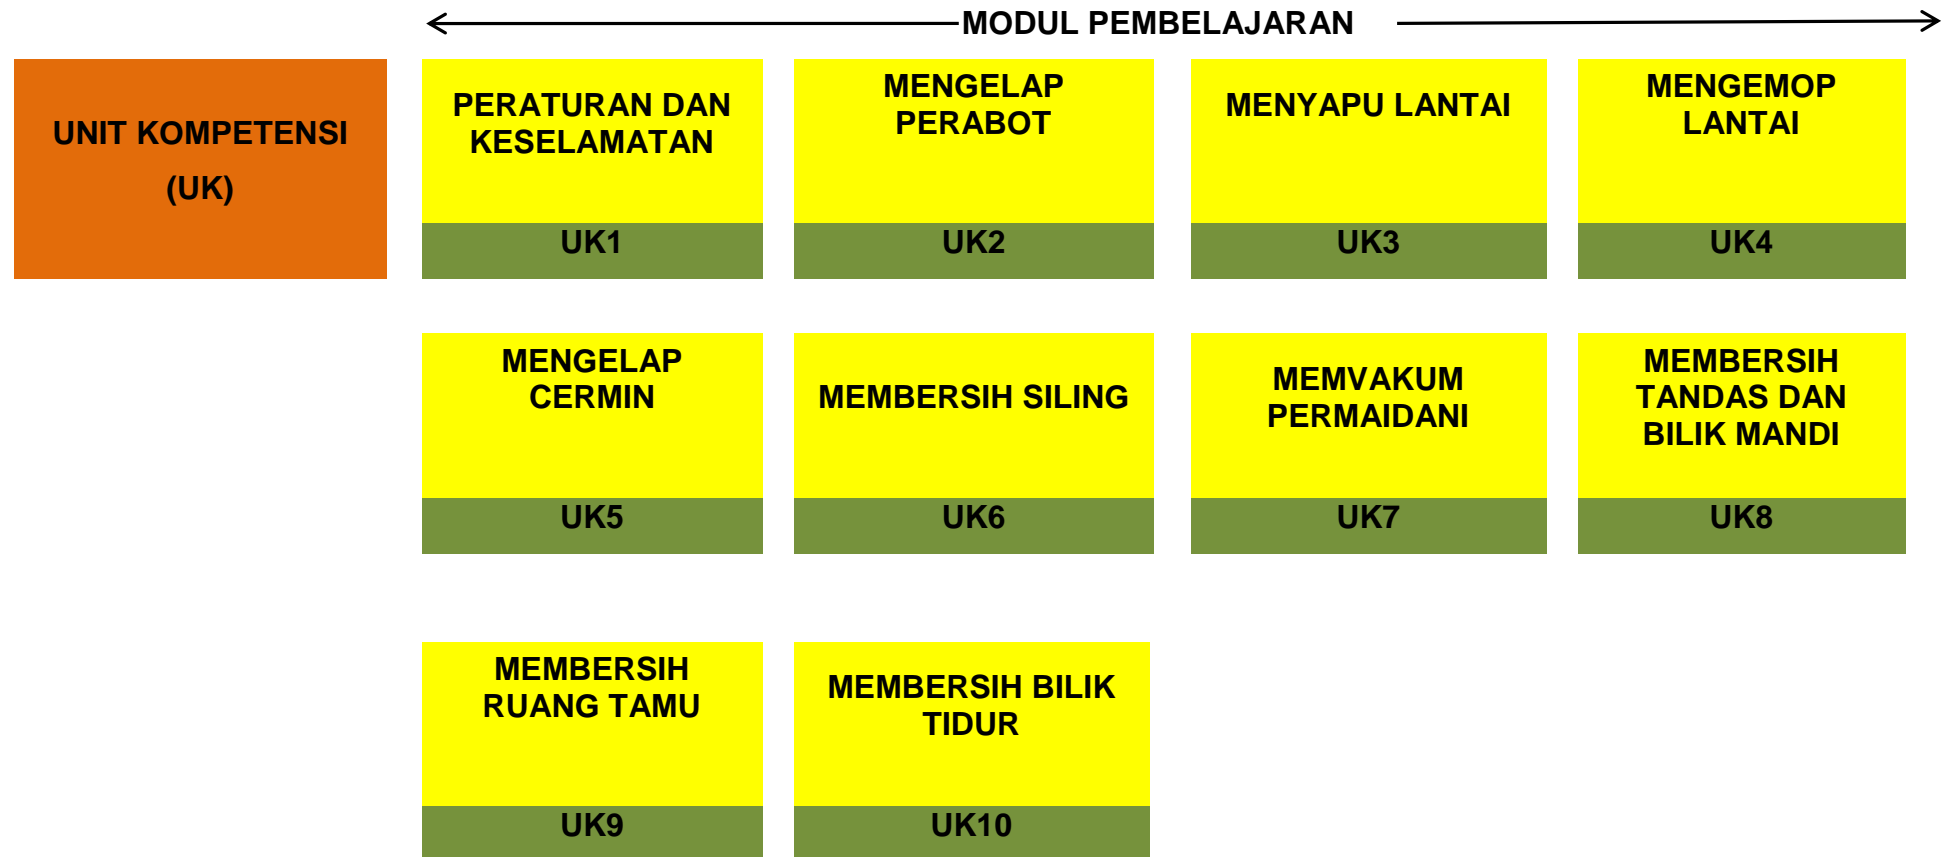 MODUL PEMBELAJARAN
UNIT KOMPETENSI
(UK)
PERATURAN DAN
KESELAMATAN
UK1
MENGELAP
PERABOT
UK2
MENYAPU LANTAI
UK3
MENGEMOP
LANTAI
UK4
MENGELAP
CERMIN
UK5
MEMBERSIH SILING
UK6
MEMVAKUM
PERMAIDANI
UK7
MEMBERSIH
TANDAS DAN
BILIK MANDI
UK8
MEMBERSIH
RUANG TAMU
UK9
MEMBERSIH BILIK
TIDUR
UK10